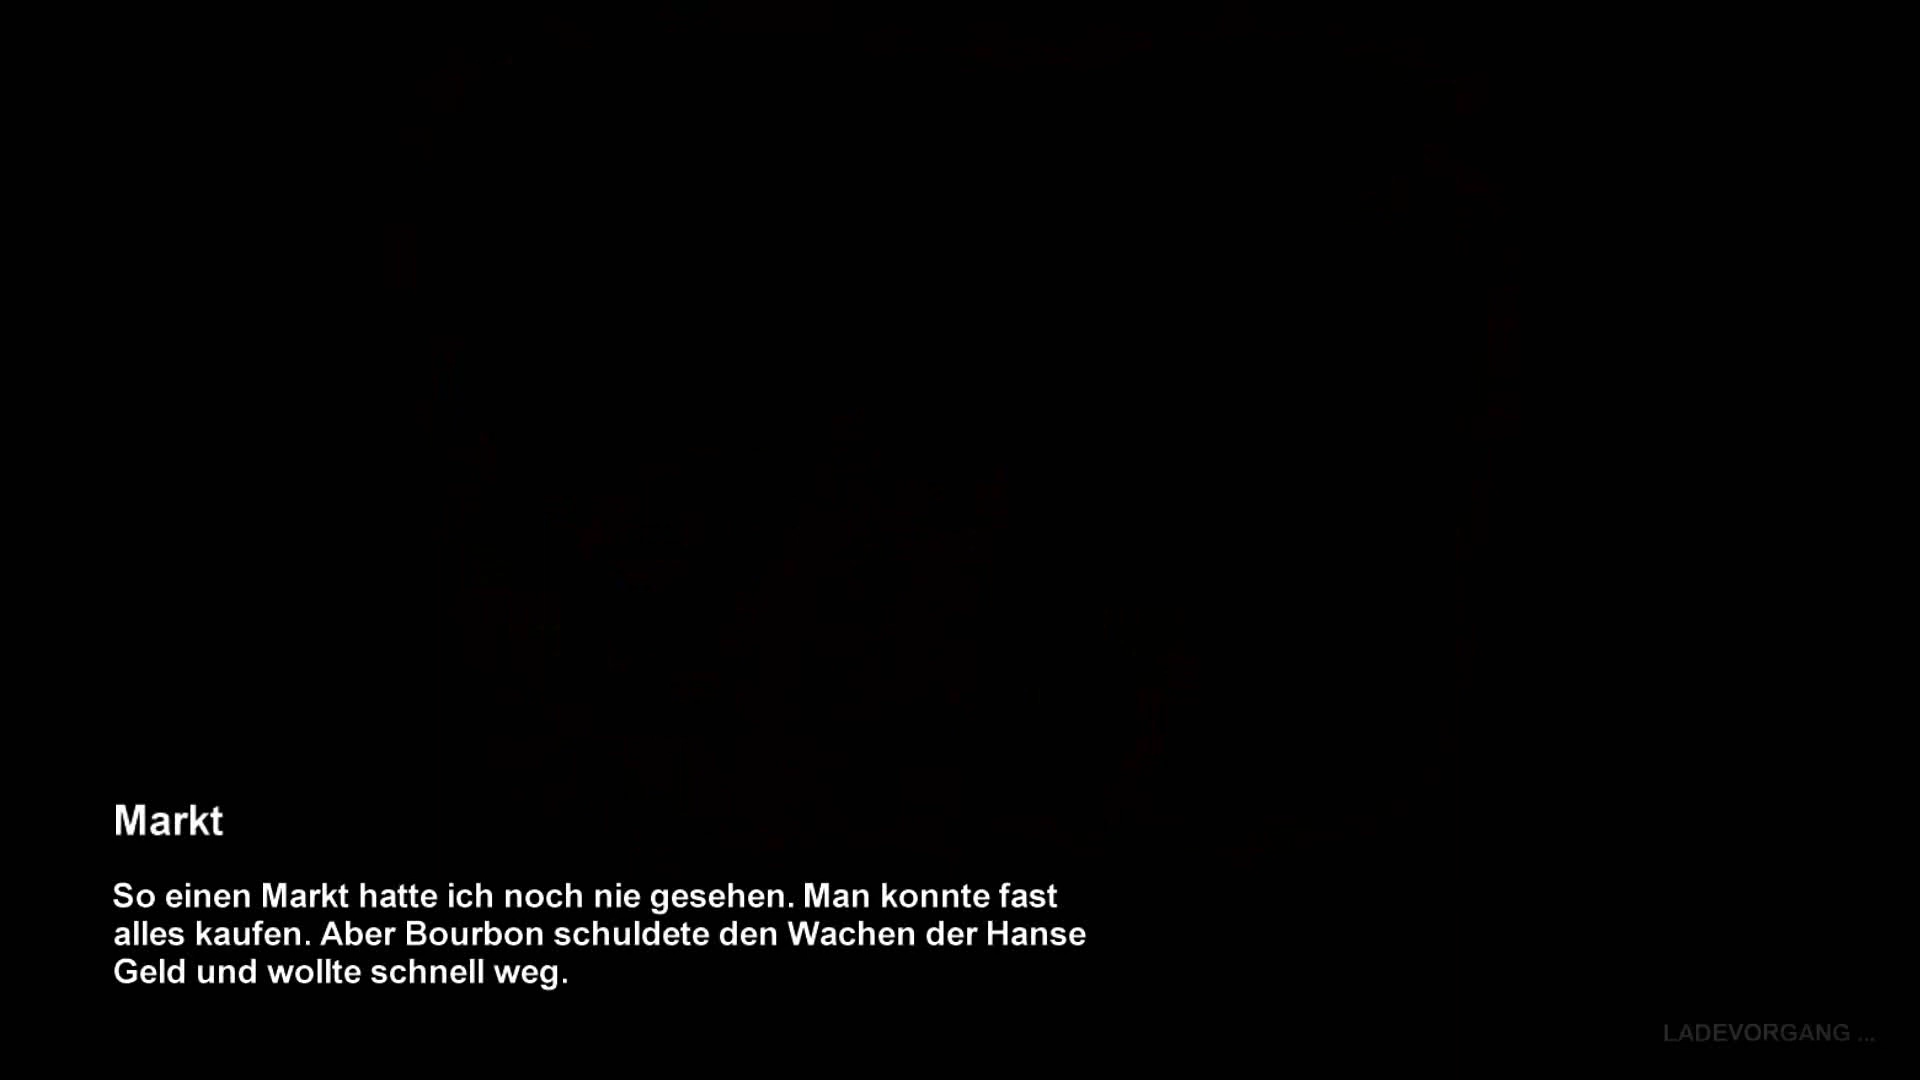 Markt
So einen Markt hatte ich noch nie gesehen. Man konnte fast
alles kaufen. Aber Bourbon schuldete den Wachen der Hanse
Geld und wollte schnell weg.
LADEVORGANG ...